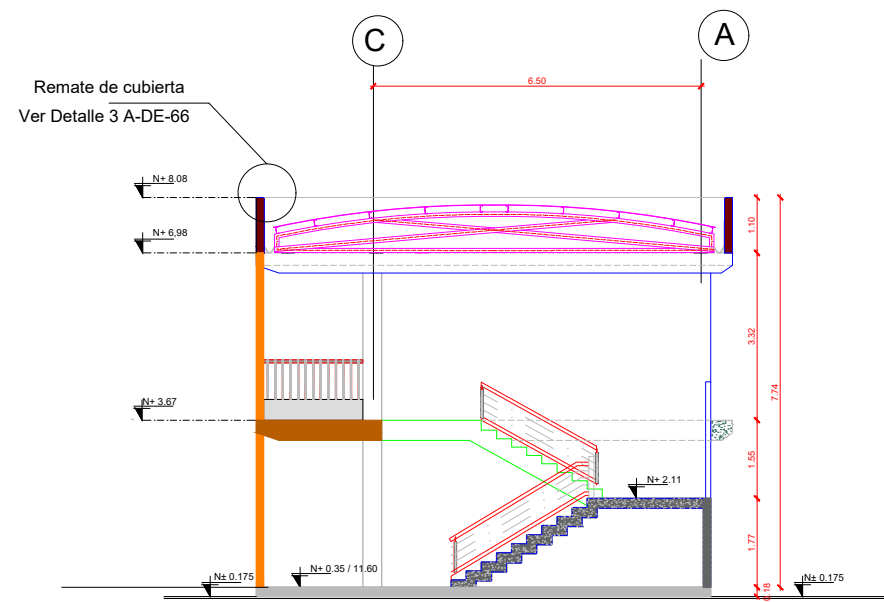 C
A
6.50
Remate de cubierta
Ver Detalle 3 A-DE-66
N+ 8.08
1.10
N+ 6,98
3.32
7.74
N+ 3.67
1.55
N+ 2.11
1.77
N+ 0.35 / 11.60
N± 0.175
N± 0.175
0.18